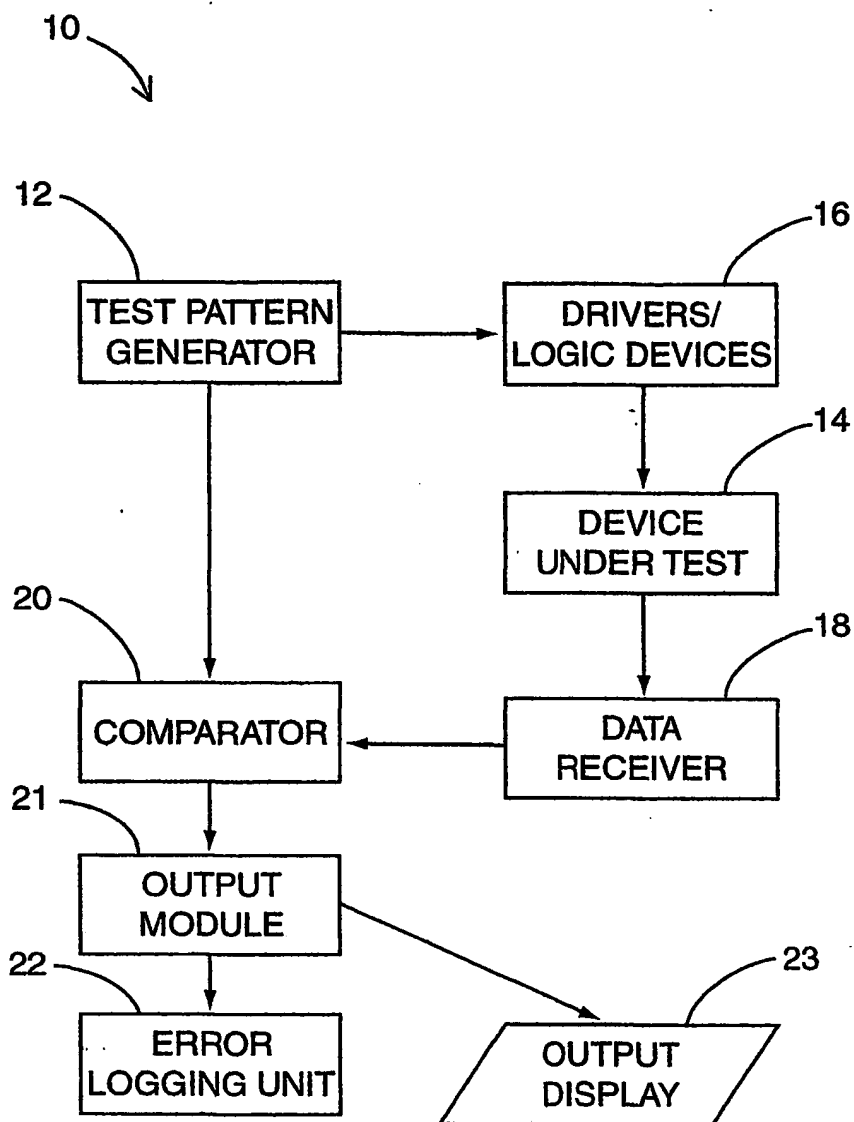 10
12
16
TEST PATTERN
GENERATOR
DRIVERS/
LOGIC DEVICES
14
DEVICE
UNDER TEST
20
18
COMPARATOR
DATA
RECEIVER
21
OUTPUT
MODULE
22
23
ERROR
LOGGING UNIT
OUTPUT
DISPLAY